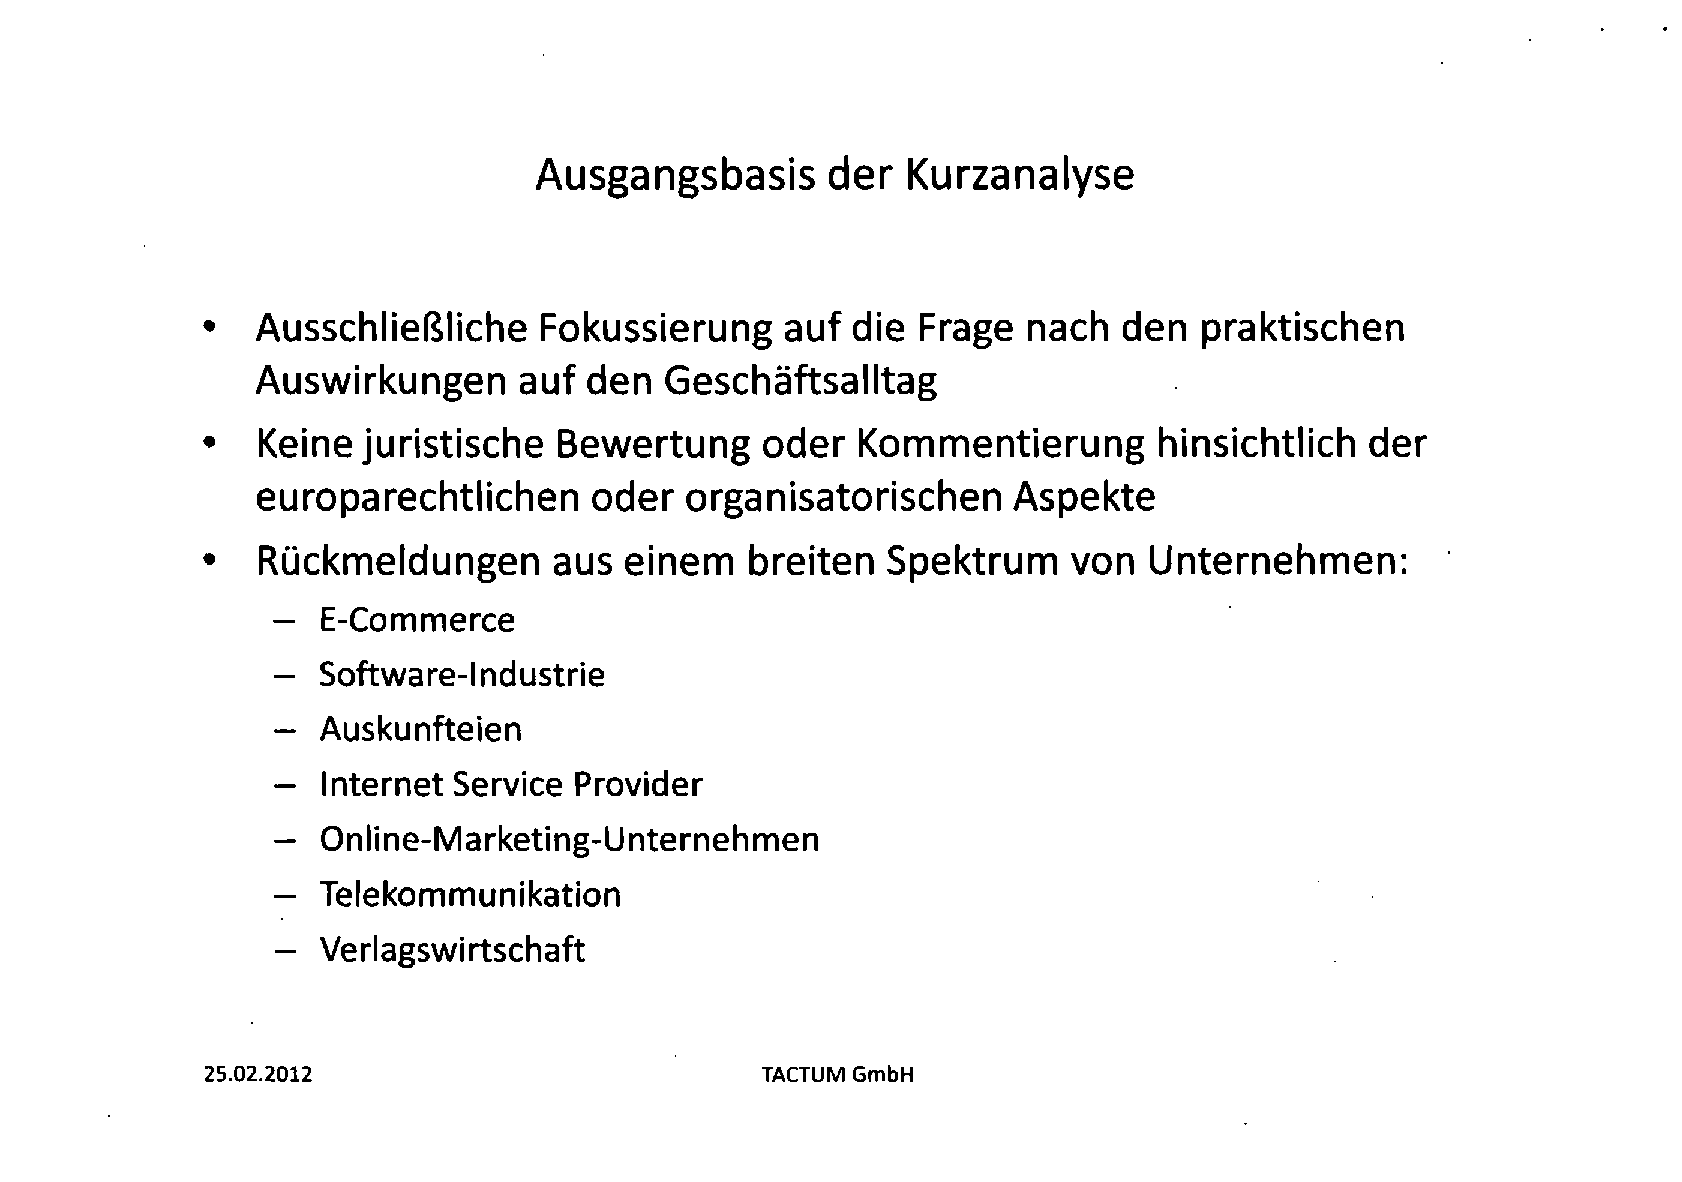 Ausgangsbasis der Kurzanalyse
• Ausschließliche Fokussierung auf die Frage nach den praktischen
Auswirkungen auf den Geschäftsalltag
• Keine juristische Bewertung oder Kommentierung hinsichtlich der
europarechtlichen oder organisatorischen Aspekte
• Rückmeldungen aus einem breiten Spektrum von Unternehmen:
– E-Commerce
– Software-Industrie
– Auskunfteien
– Internet Service Provider
– Online-Marketing-Unternehmen
– Telekommunikation
– Verlagswirtschaft
25.02.2012 TACTUM GmbH